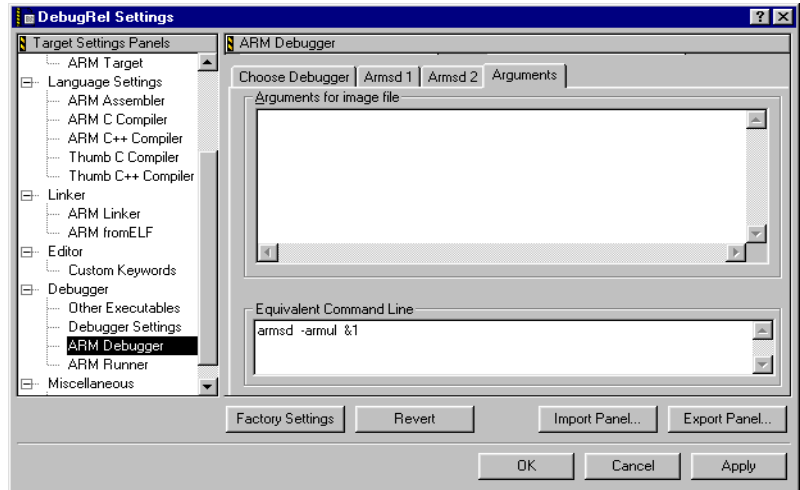 DebugRel Settings
Target Settings Panels
ARM Target
Language Settings
ARM Assembler
ARM C Compiler
ARM C++ Compiler
Thumb C Compiler
Thumb C++ Compiler
Linker
ARM Linker
ARM fromELF
Editor
Custom Keywords
Debugger
Other Executables
Debugger Settings
ARM Debugger
ARM Runner
Miscellaneous
ARM Debugger
Choose Debugger Armsd 1 Armsd 2 Arguments
Arguments for image file
Equivalent Command Line
armsd -armul &1
Factory Settings Revert Import Panel... Export Panel...
OK Cancel Apply